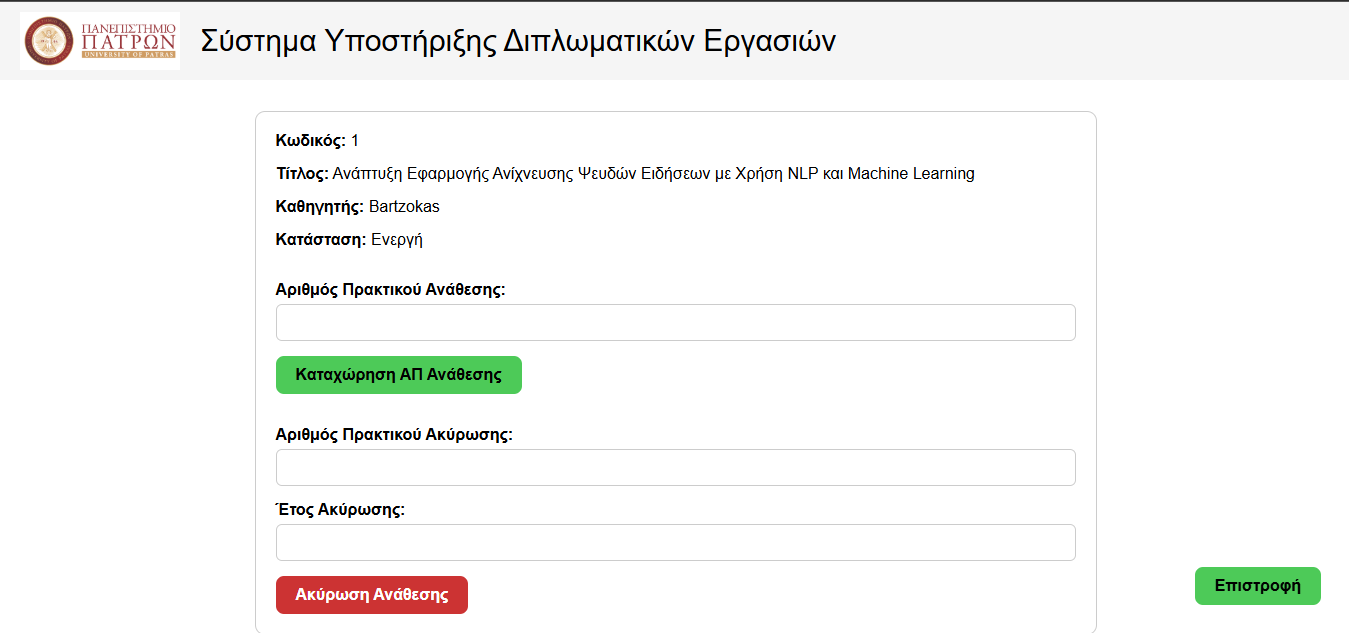 ΠΑΝΕΠΙΣΤΗΜΙΟ
ΠΑΤΡΩΝ
UNIVERSITY OF PATRAS
Σύστημα Υποστήριξης Διπλωματικών Εργασιών
Κωδικός: 1
Τίτλος: Ανάπτυξη Εφαρμογής Ανίχνευσης Ψευδών Ειδήσεων με Χρήση NLP και Machine Learning
Καθηγητής: Bartzokas
Κατάσταση: Ενεργή
Αριθμός Πρακτικού Ανάθεσης:
Καταχώρηση ΑΠ Ανάθεσης
Αριθμός Πρακτικού Ακύρωσης:
Έτος Ακύρωσης:
Ακύρωση Ανάθεσης
Επιστροφή